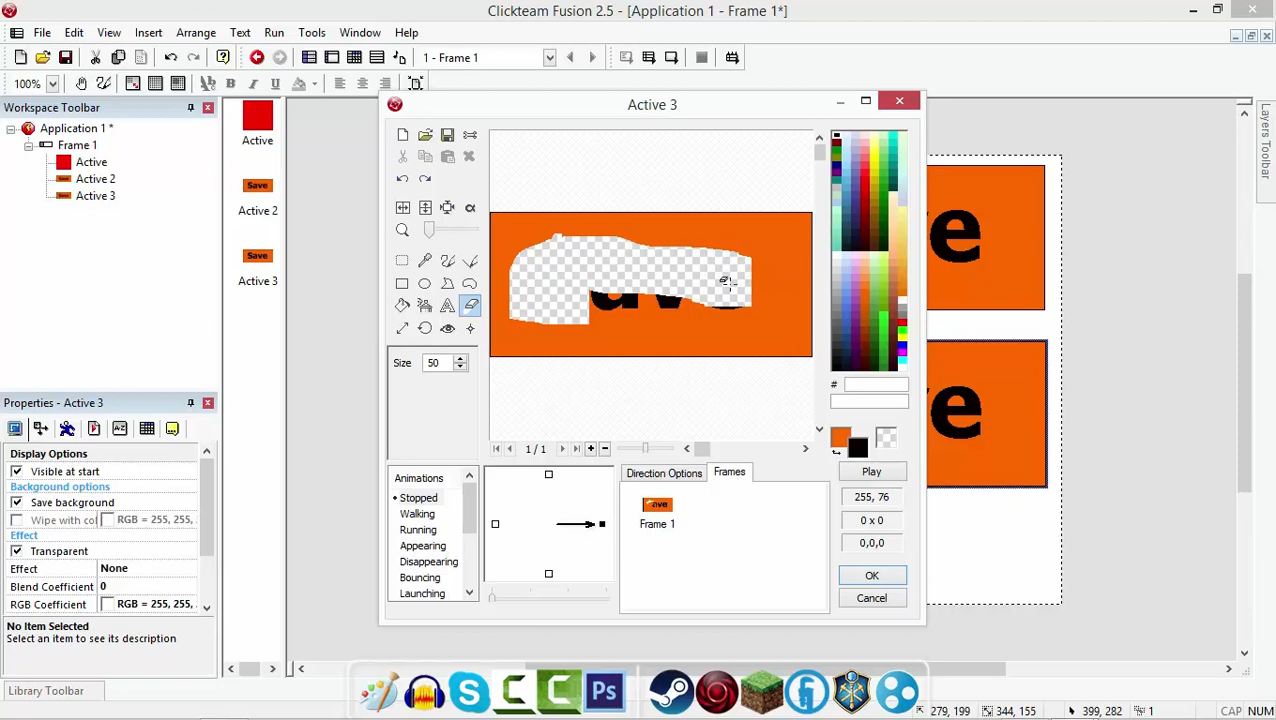 Clickteam Fusion 2.5 - [Application 1 - Frame 1*]
File Edit View Insert Arrange Text Run Tools Window Help
1 - Frame 1
100% B I U
Workspace Toolbar
Application 1 *
Frame 1
Active
Active 2
Active 3
Active
Save
Active 2
Save
Active 3
Active 3
ave
Size 50
1 / 1
#
Play
255, 76
0 x 0
0,0,0
OK
Cancel
Animations
Stopped
Walking
Running
Appearing
Disappearing
Bouncing
Launching
Direction Options Frames
ave
Frame 1
ve
ve
Layers Toolbar
Properties - Active 3
Display Options
Visible at start
Background options
Save background
Wipe with col RGB = 255, 255,
Effect
Transparent
Effect None
Blend Coefficient 0
RGB Coefficient RGB = 255, 255,
No Item Selected
Select an item to see its description
Library Toolbar
Ps
279, 199 344, 155 399, 282 1 CAP NUM